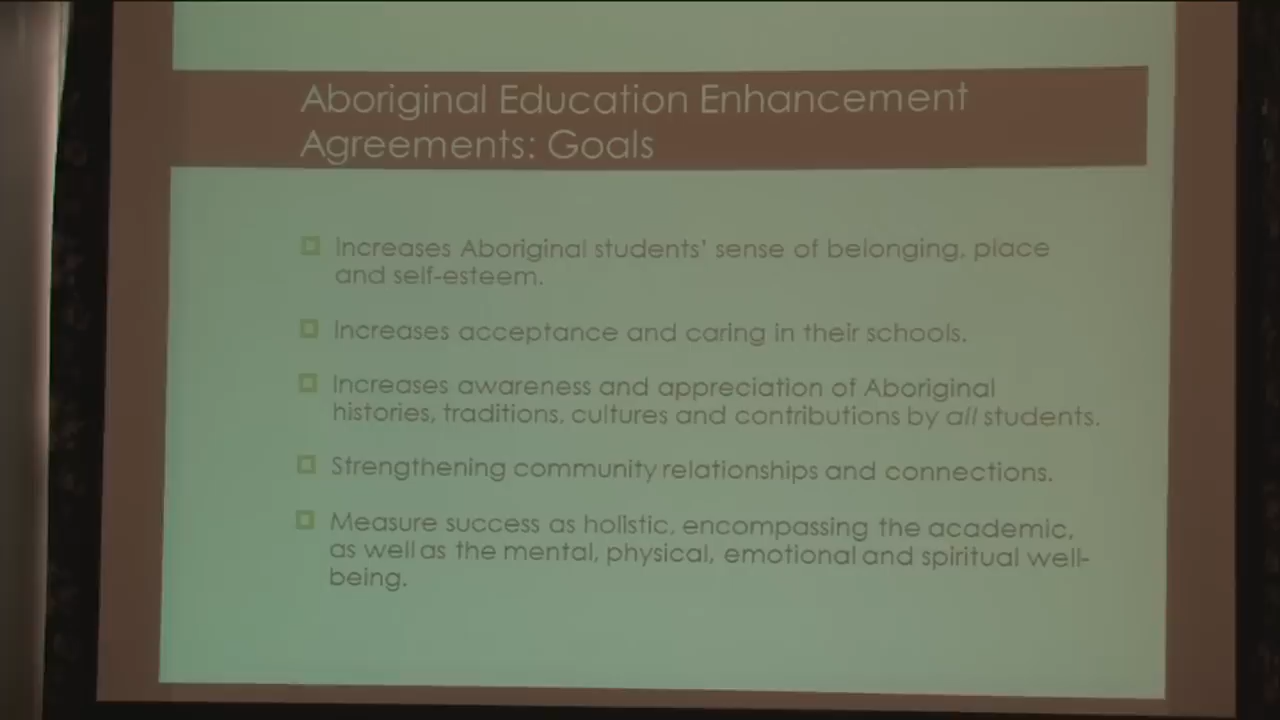 Aboriginal Education Enhancement
Agreements: Goals
Increases Aboriginal students' sense of belonging, place
and self-esteem.
Increases acceptance and caring in their schools.
Increases awareness and appreciation of Aboriginal
histories, traditions, cultures and contributions by all students.
Strengthening community relationships and connections.
Measure success as holistic, encompassing the academic,
as well as the mental, physical, emotional and spiritual well-
being.